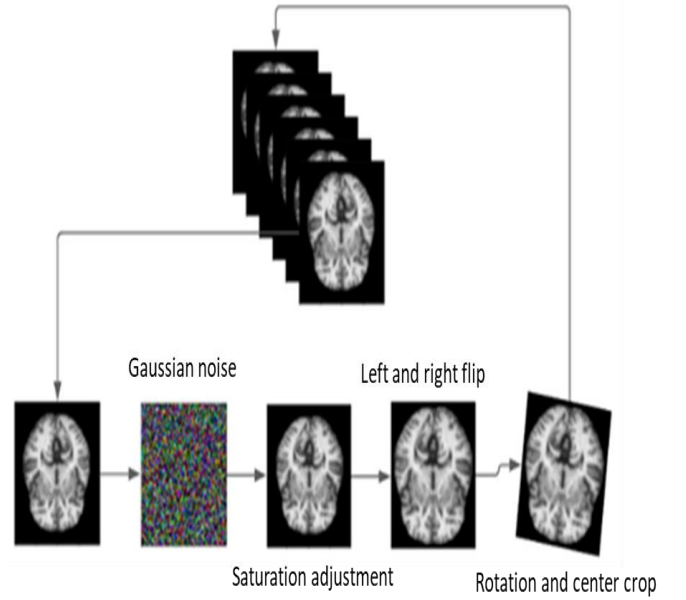 Gaussian noise
Left and right flip
Saturation adjustment
Rotation and center crop